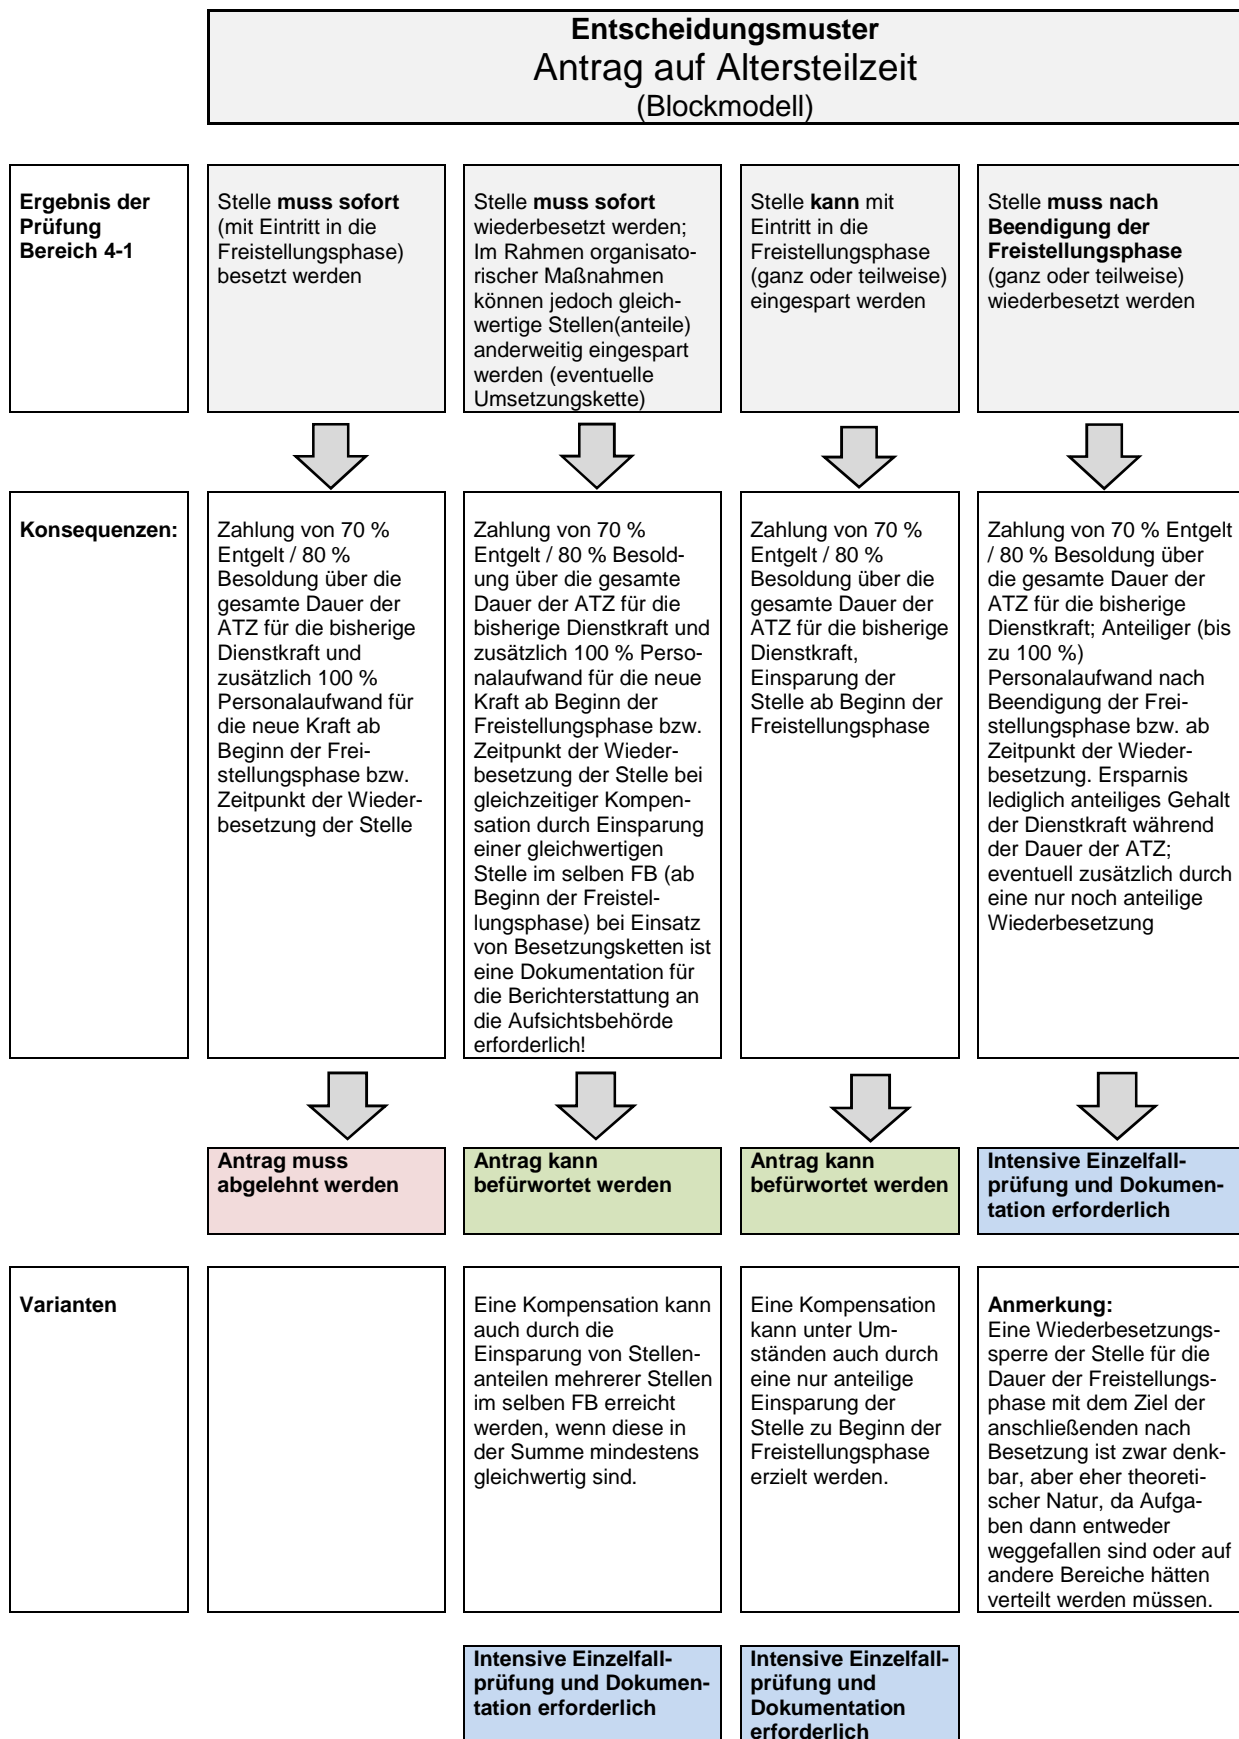 Entscheidungsmuster
Antrag auf Altersteilzeit
(Blockmodell)
Ergebnis der
Prüfung
Bereich 4-1
Stelle muss sofort
(mit Eintritt in die
Freistellungsphase)
besetzt werden
Stelle muss sofort
wiederbesetzt werden;
Im Rahmen organisato-
rischer Maßnahmen
können jedoch gleich-
wertige Stellen(anteile)
anderweitig eingespart
werden (eventuelle
Umsetzungskette)
Stelle kann mit
Eintritt in die
Freistellungsphase
(ganz oder teilweise)
eingespart werden
Stelle muss nach
Beendigung der
Freistellungsphase
(ganz oder teilweise)
wiederbesetzt werden
Konsequenzen:
Zahlung von 70 %
Entgelt / 80 %
Besoldung über die
gesamte Dauer der
ATZ für die bisherige
Dienstkraft und
zusätzlich 100 %
Personalaufwand für
die neue Kraft ab
Beginn der Frei-
stellungsphase bzw.
Zeitpunkt der Wieder-
besetzung der Stelle
Zahlung von 70 %
Entgelt / 80 % Besold-
ung über die gesamte
Dauer der ATZ für die
bisherige Dienstkraft und
zusätzlich 100 % Perso-
nalaufwand für die neue
Kraft ab Beginn der
Freistellungsphase bzw.
Zeitpunkt der Wieder-
besetzung der Stelle bei
gleichzeitiger Kompen-
sation durch Einsparung
einer gleichwertigen
Stelle im selben FB (ab
Beginn der Freistel-
lungsphase) bei Einsatz
von Besetzungsketten ist
eine Dokumentation für
die Berichterstattung an
die Aufsichtsbehörde
erforderlich!
Zahlung von 70 %
Entgelt / 80 %
Besoldung über die
gesamte Dauer der
ATZ für die bisherige
Dienstkraft,
Einsparung der
Stelle ab Beginn der
Freistellungsphase
Zahlung von 70 % Entgelt
/ 80 % Besoldung über
die gesamte Dauer der
ATZ für die bisherige
Dienstkraft; Anteiliger (bis
zu 100 %)
Personalaufwand nach
Beendigung der Frei-
stellungsphase bzw. ab
Zeitpunkt der Wieder-
besetzung. Ersparnis
lediglich anteiliges Gehalt
der Dienstkraft während
der Dauer der ATZ;
eventuell zusätzlich durch
eine nur noch anteilige
Wiederbesetzung
Antrag muss
abgelehnt werden
Antrag kann
befürwortet werden
Antrag kann
befürwortet werden
Intensive Einzelfall-
prüfung und Dokumen-
tation erforderlich
Varianten
Eine Kompensation kann
auch durch die
Einsparung von Stellen-
anteilen mehrerer Stellen
im selben FB erreicht
werden, wenn diese in
der Summe mindestens
gleichwertig sind.
Eine Kompensation
kann unter Um-
ständen auch durch
eine nur anteilige
Einsparung der
Stelle zu Beginn der
Freistellungsphase
erzielt werden.
Anmerkung:
Eine Wiederbesetzungs-
sperre der Stelle für die
Dauer der Freistellungs-
phase mit dem Ziel der
anschließenden nach
Besetzung ist zwar denk-
bar, aber eher theoreti-
scher Natur, da Aufga-
ben dann entweder
weggefallen sind oder auf
andere Bereiche hätten
verteilt werden müssen.
Intensive Einzelfall-
prüfung und Dokumen-
tation erforderlich
Intensive Einzelfall-
prüfung und
Dokumentation
erforderlich